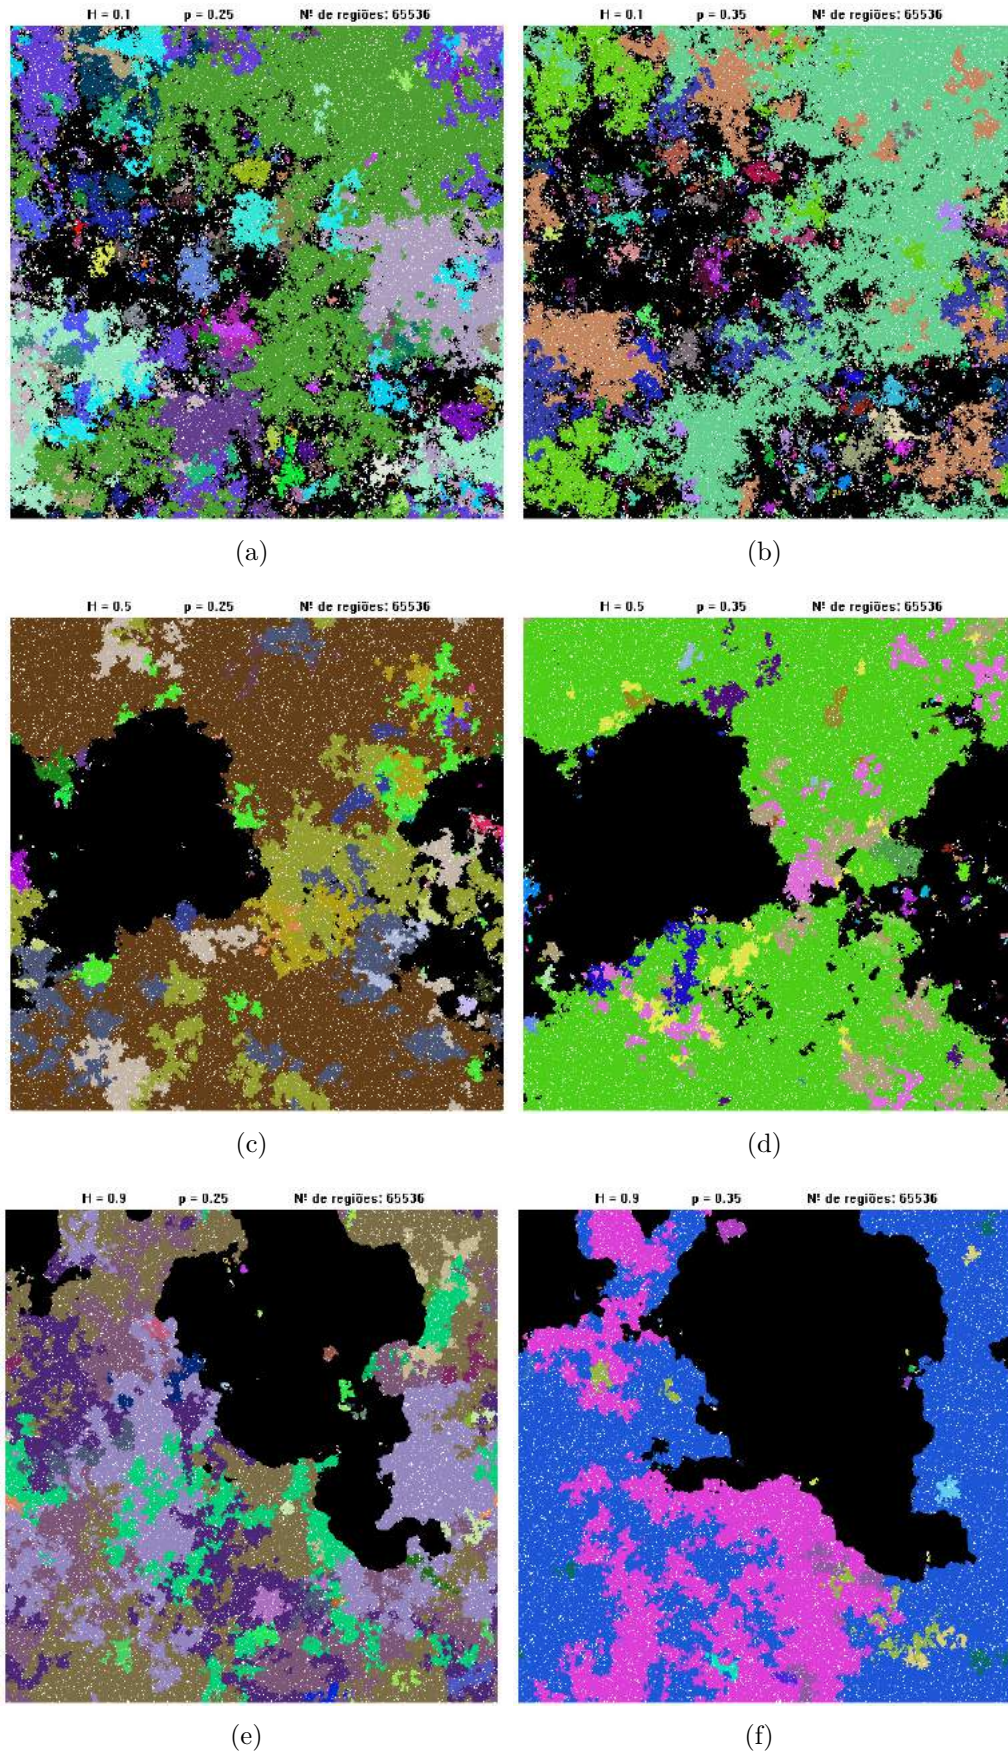 H = 0.1 p = 0.25 Nº de regiões: 65536
H = 0.1 p = 0.35 Nº de regiões: 65536
(a)
(b)
H = 0.5 p = 0.25 Nº de regiões: 65536
H = 0.5 p = 0.35 Nº de regiões: 65536
(c)
(d)
H = 0.9 p = 0.25 Nº de regiões: 65536
H = 0.9 p = 0.35 Nº de regiões: 65536
(e)
(f)